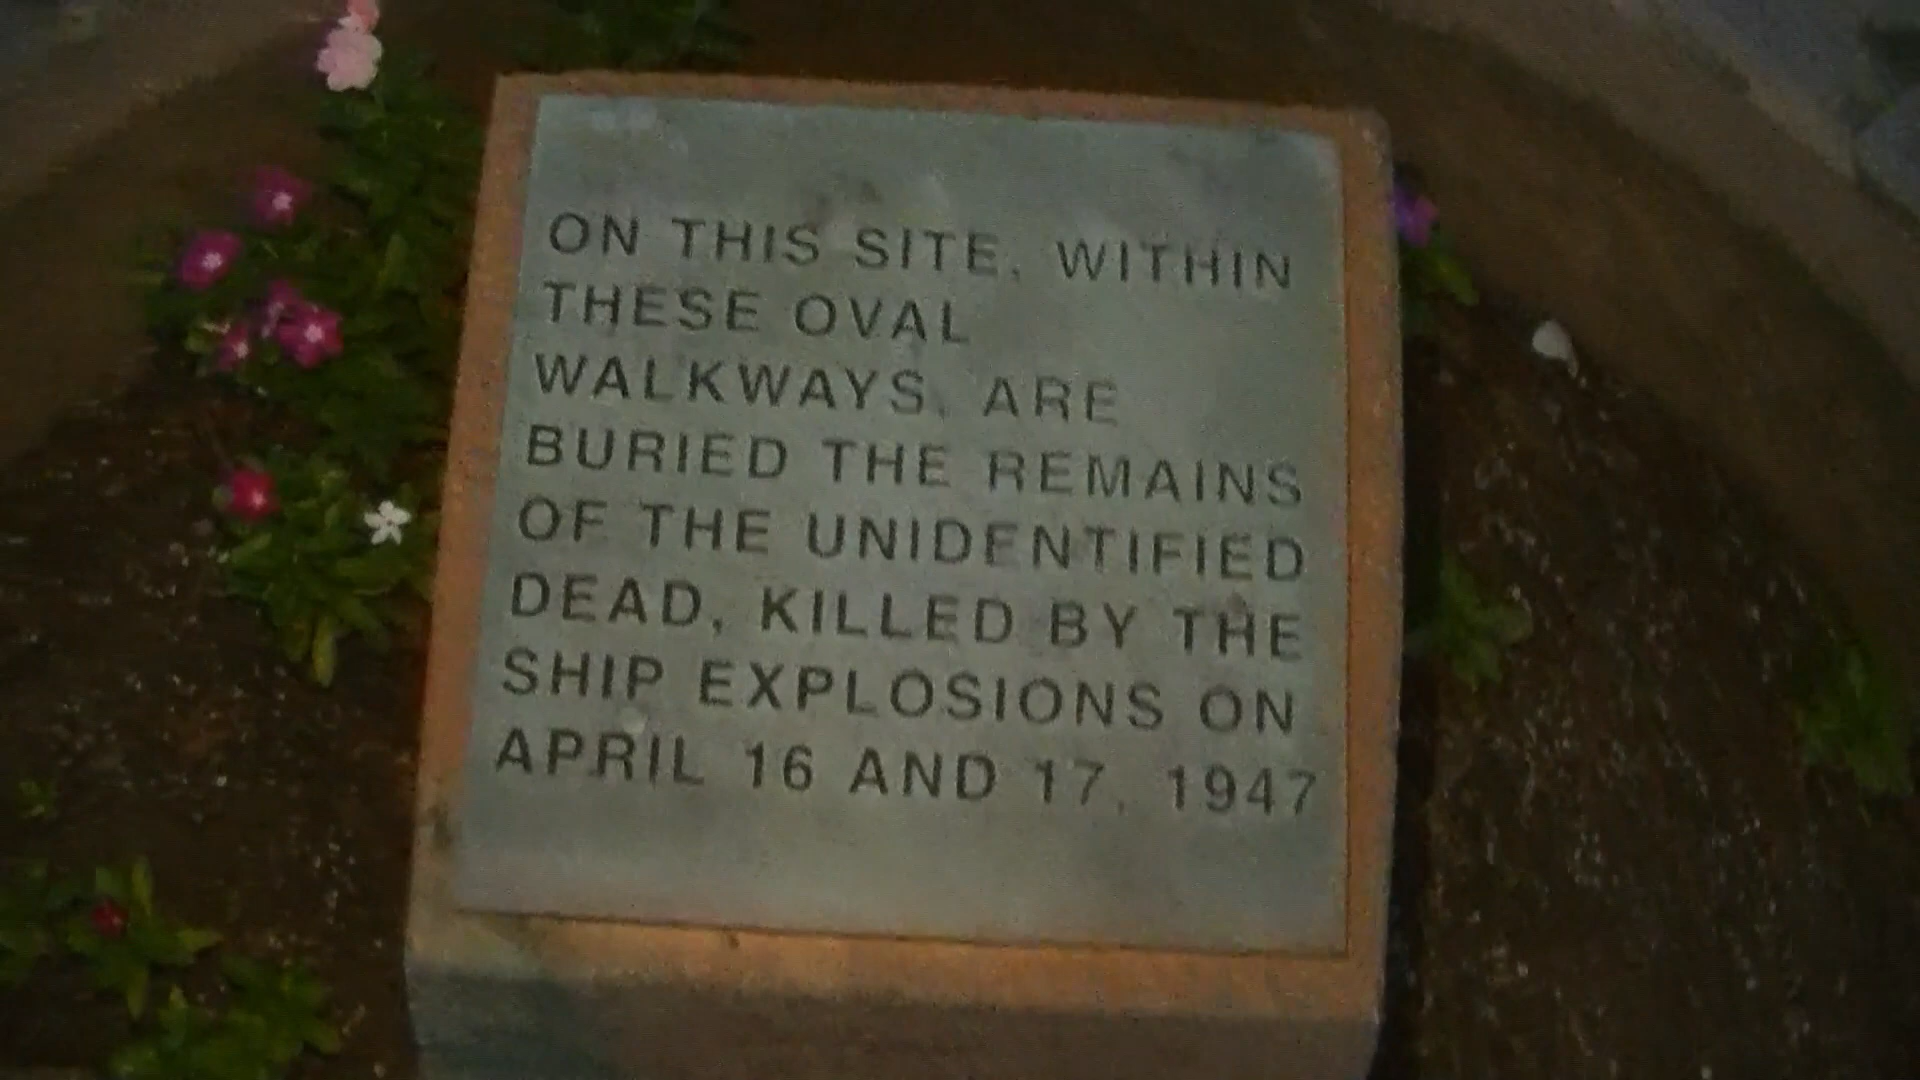 ON THIS SITE, WITHIN
THESE OVAL
WALKWAYS, ARE
BURIED THE REMAINS
OF THE UNIDENTIFIED
DEAD, KILLED BY THE
SHIP EXPLOSIONS ON
APRIL 16 AND 17, 1947